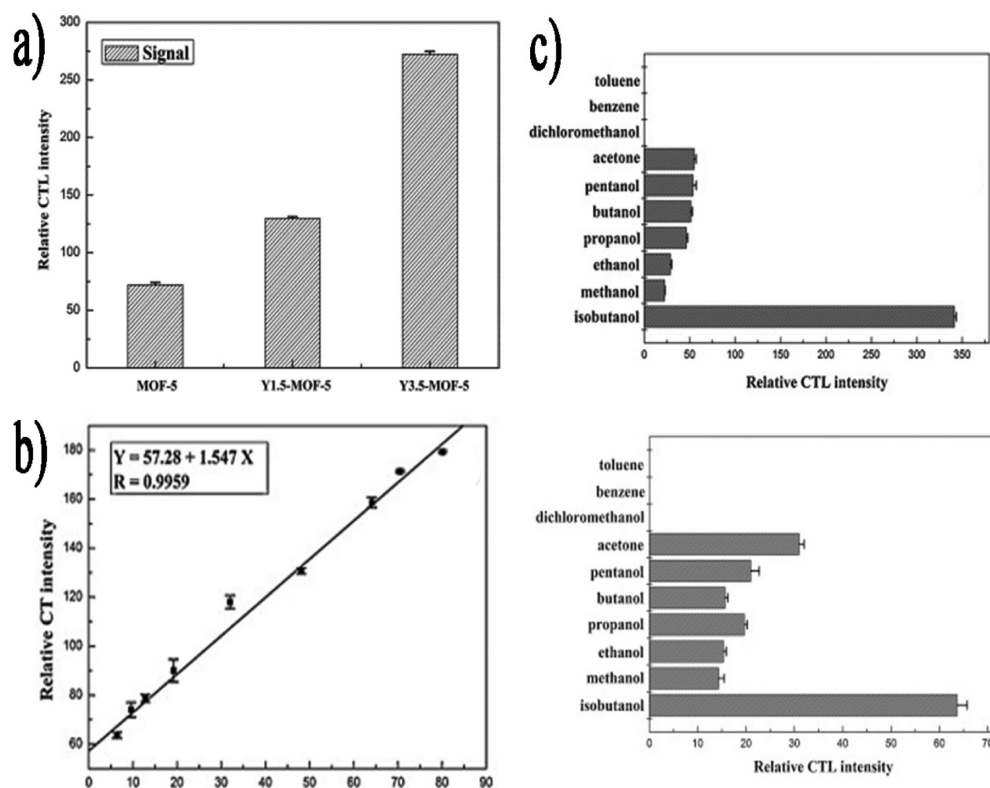 a)
Signal
Relative CTL intensity
300
250
200
150
100
50
0
MOF-5 Y1.5-MOF-5 Y3.5-MOF-5
b)
Y = 57.28 + 1.547 X
R = 0.9959
Relative CT intensity
180
160
140
120
100
80
60
0 10 20 30 40 50 60 70 80 90
c)
toluene
benzene
dichloromethanol
acetone
pentanol
butanol
propanol
ethanol
methanol
isobutanol
0 50 100 150 200 250 300 350
Relative CTL intensity
toluene
benzene
dichloromethanol
acetone
pentanol
butanol
propanol
ethanol
methanol
isobutanol
0 10 20 30 40 50 60 70
Relative CTL intensity